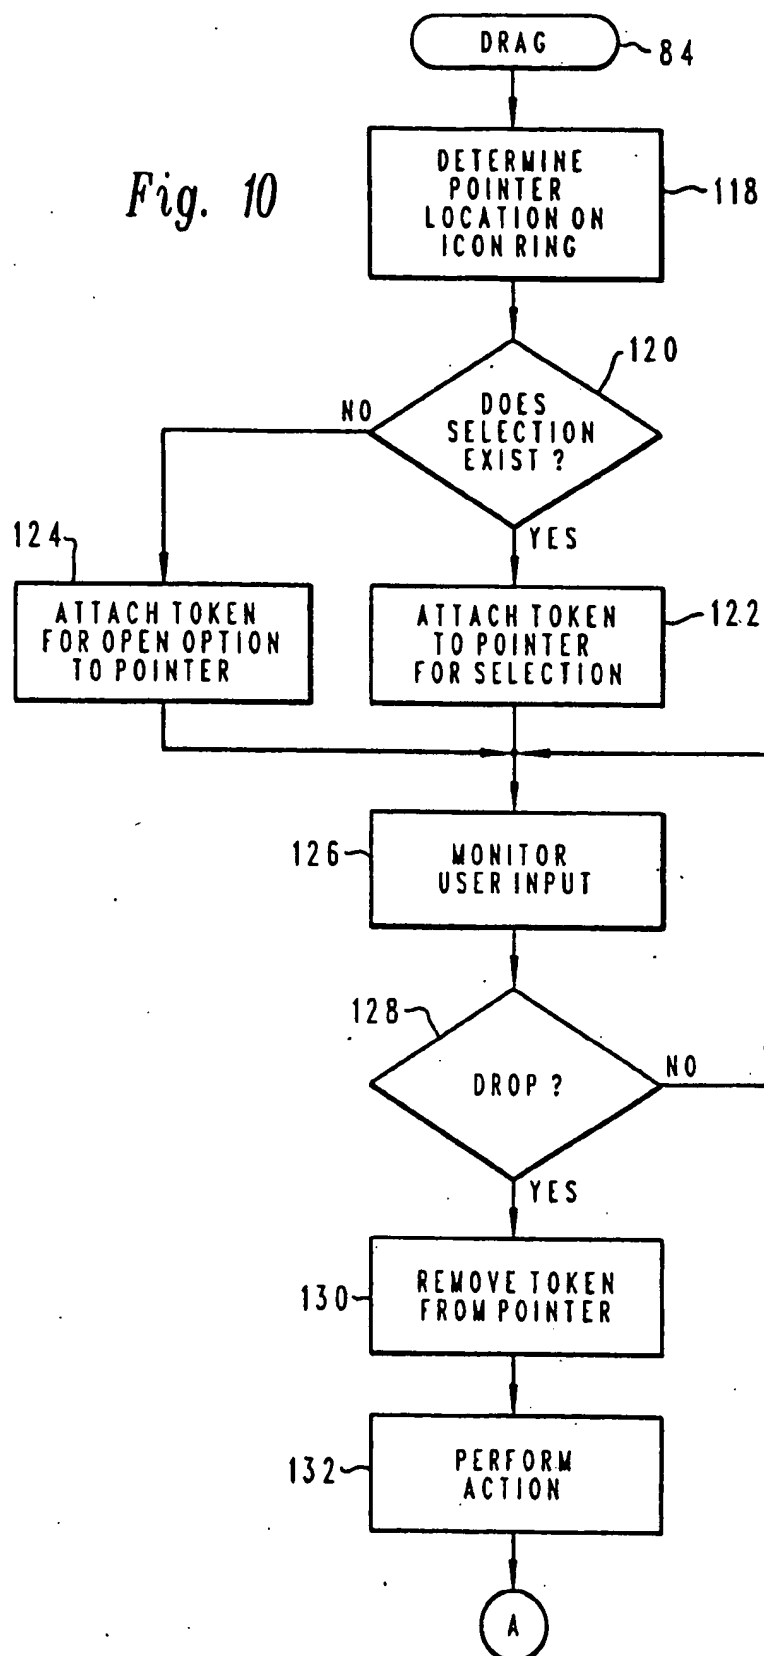 DRAG
84
Fig. 10
DETERMINE
POINTER
LOCATION ON
ICON RING
118
120
NO
DOES
SELECTION
EXIST ?
YES
124
ATTACH TOKEN
FOR OPEN OPTION
TO POINTER
ATTACH TOKEN
TO POINTER
FOR SELECTION
122
126
MONITOR
USER INPUT
128
DROP ?
NO
YES
130
REMOVE TOKEN
FROM POINTER
132
PERFORM
ACTION
A